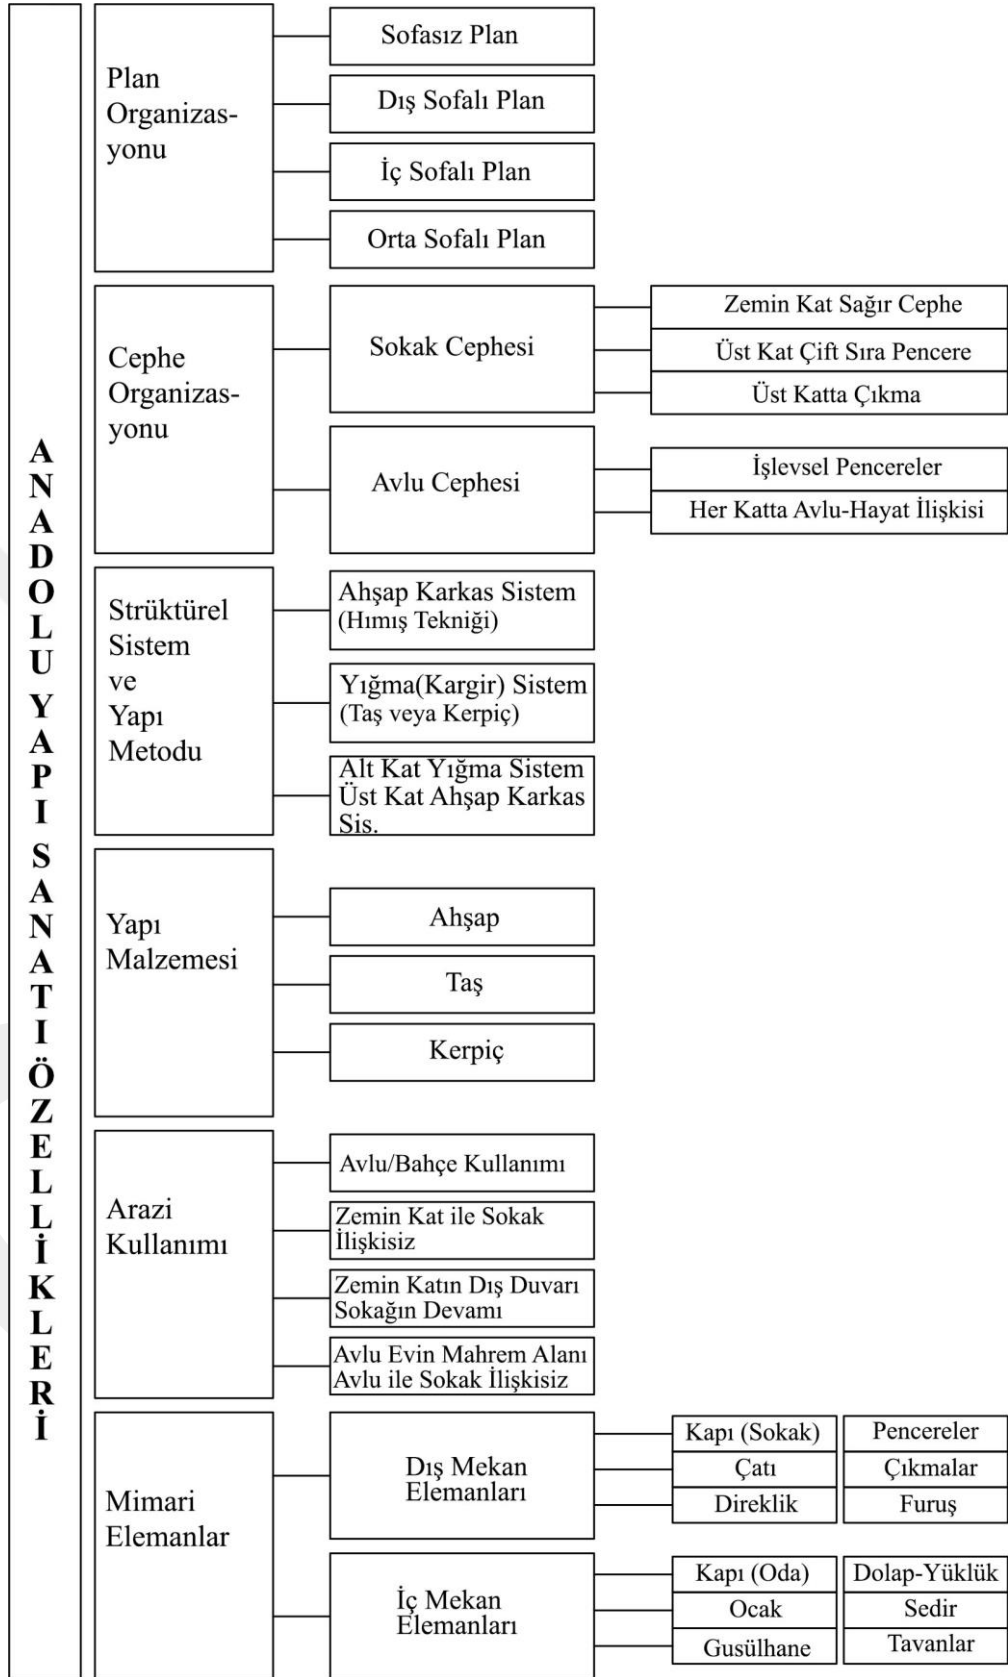 ANADOLU YAPI SANATI ÖZELLİKLERİ
Plan
Organizas-
yonu
Sofasız Plan
Dış Sofalı Plan
İç Sofalı Plan
Orta Sofalı Plan
Cephe
Organizas-
yonu
Sokak Cephesi
Zemin Kat Sağır Cephe
Üst Kat Çift Sıra Pencere
Üst Katta Çıkma
Avlu Cephesi
İşlevsel Pencereler
Her Katta Avlu-Hayat İlişkisi
Strüktürel
Sistem
ve
Yapı
Metodu
Ahşap Karkas Sistem
(Hımış Tekniği)
Yığma(Kargir) Sistem
(Taş veya Kerpiç)
Alt Kat Yığma Sistem
Üst Kat Ahşap Karkas
Sis.
Yapı
Malzemesi
Ahşap
Taş
Kerpiç
Arazi
Kullanımı
Avlu/Bahçe Kullanımı
Zemin Kat ile Sokak
İlişkisiz
Zemin Katın Dış Duvarı
Sokağın Devamı
Avlu Evin Mahrem Alanı
Avlu ile Sokak İlişkisiz
Mimari
Elemanlar
Dış Mekan
Elemanları
Kapı (Sokak) Pencereler
Çatı Çıkmalar
Direklik Furuş
İç Mekan
Elemanları
Kapı (Oda) Dolap-Yüklük
Ocak Sedir
Gusülhane Tavanlar